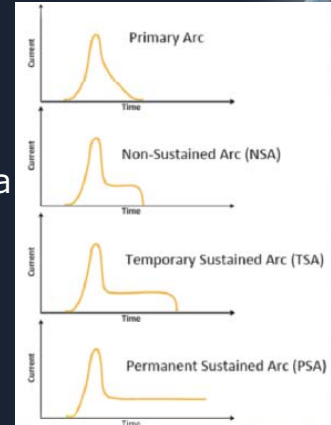 Current
Primary Arc
Time
a
Current
Non-Sustained Arc (NSA)
Time
Current
Temporary Sustained Arc (TSA)
Time
Current
Permanent Sustained Arc (PSA)
Time